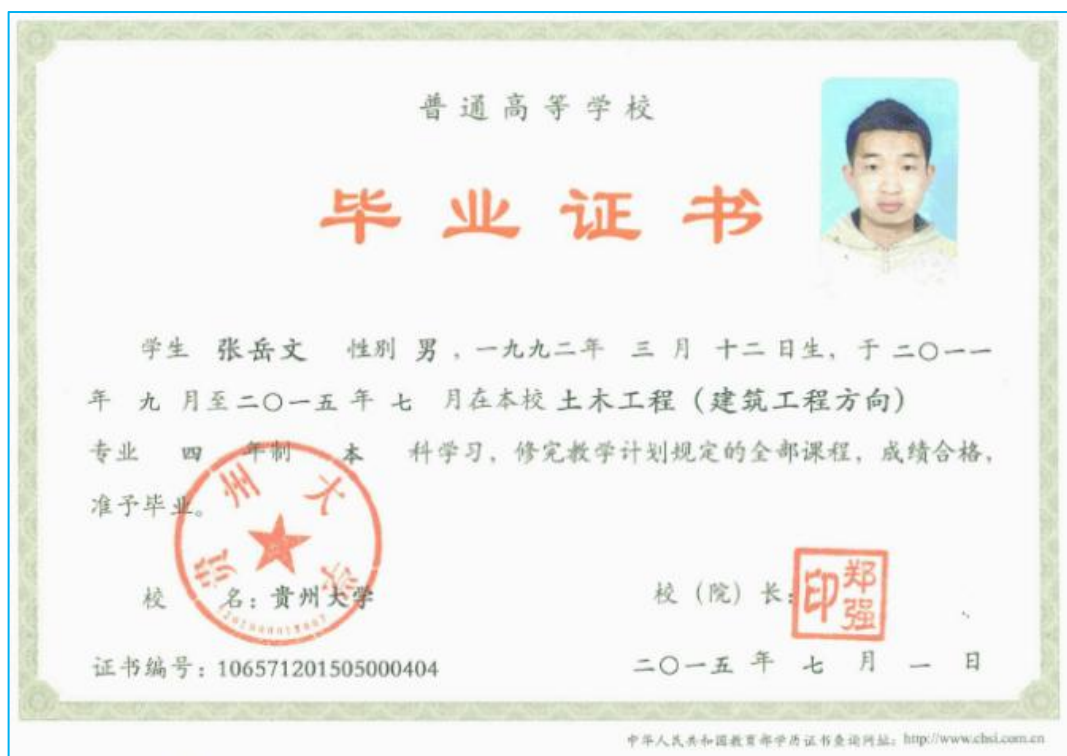 普通高等学校
毕业证书
学生 张岳文 性别 男，一九九二年 三 月 十二 日生，于 二〇一一
年 九 月至二〇一五 年 七 月在本校 土木工程（建筑工程方向）
专业 四 年制 本 科学习，修完教学计划规定的全部课程，成绩合格，
准予毕业。
贵州大学
校 名：贵州大学
校（院）长：
郑强印
证书编号：106571201505000404
二〇一五 年 七 月 一 日
中华人民共和国教育部学历证书查询网址：http://www.chsi.com.cn